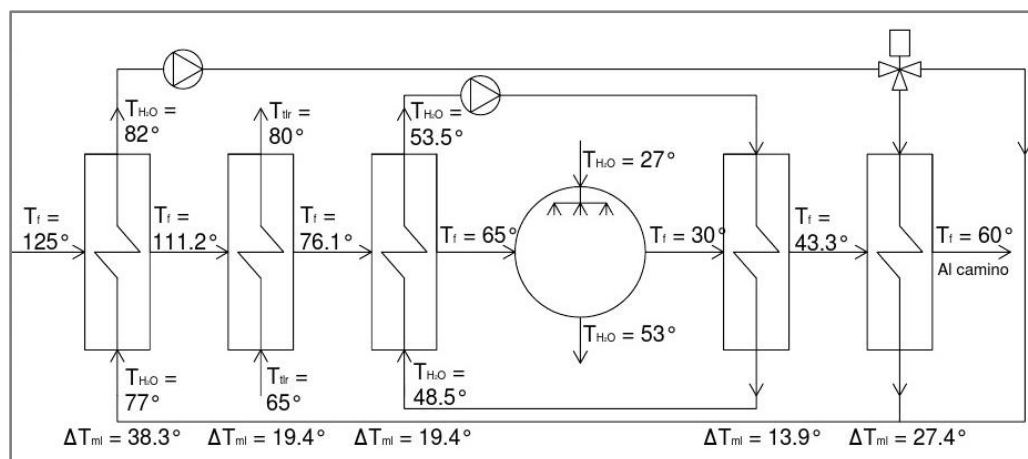 T_H₂O =
82°
T_tlr =
80°
T_H₂O =
53.5°
T_H₂O = 27°
T_f =
125°
T_f =
111.2°
T_f =
76.1°
T_f = 65°
T_f = 30°
T_f =
43.3°
T_f = 60°
Al camino
T_H₂O = 53°
T_H₂O =
77°
T_tlr =
65°
T_H₂O =
48.5°
ΔT_ml = 38.3°
ΔT_ml = 19.4°
ΔT_ml = 19.4°
ΔT_ml = 13.9°
ΔT_ml = 27.4°